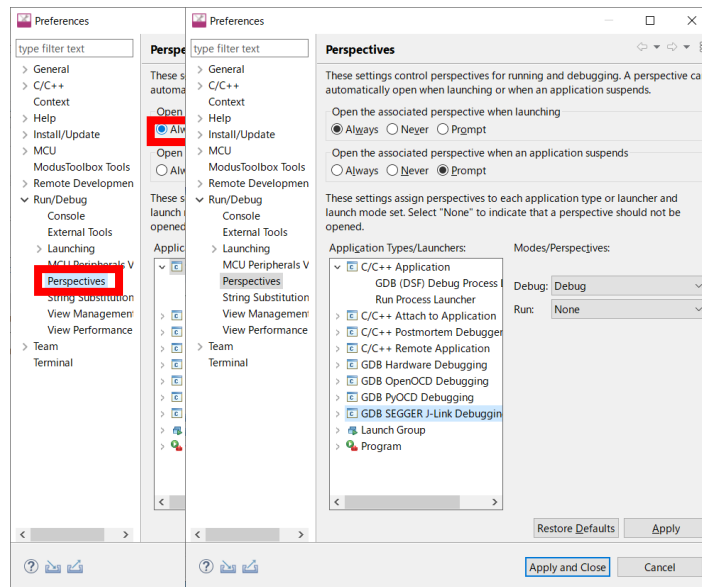 Preferences
type filter text
Perspe
General
C/C++
Context
Help
Install/Update
MCU
ModusToolbox Tools
Remote Developmen
Run/Debug
Console
External Tools
Launching
MCU Peripherals V
Perspectives
String Substitution
View Management
View Performance
Team
Terminal
These s
automa
Open
Alw
Open
Alw
These s
launch r
opened
Applic
Preferences
type filter text
General
C/C++
Context
Help
Install/Update
MCU
ModusToolbox Tools
Remote Developmen
Run/Debug
Console
External Tools
Launching
MCU Peripherals V
Perspectives
String Substitution
View Management
View Performance
Team
Terminal
Perspectives
These settings control perspectives for running and debugging. A perspective ca
automatically open when launching or when an application suspends.
Open the associated perspective when launching
Always Never Prompt
Open the associated perspective when an application suspends
Always Never Prompt
These settings assign perspectives to each application type or launcher and
launch mode set. Select "None" to indicate that a perspective should not be
opened.
Application Types/Launchers: Modes/Perspectives:
C/C++ Application
GDB (DSF) Debug Process
Run Process Launcher
C/C++ Attach to Application
C/C++ Postmortem Debugger
C/C++ Remote Application
GDB Hardware Debugging
GDB OpenOCD Debugging
GDB PyOCD Debugging
GDB SEGGER J-Link Debuggin
Launch Group
Program
Debug: Debug
Run: None
Restore Defaults Apply
Apply and Close Cancel